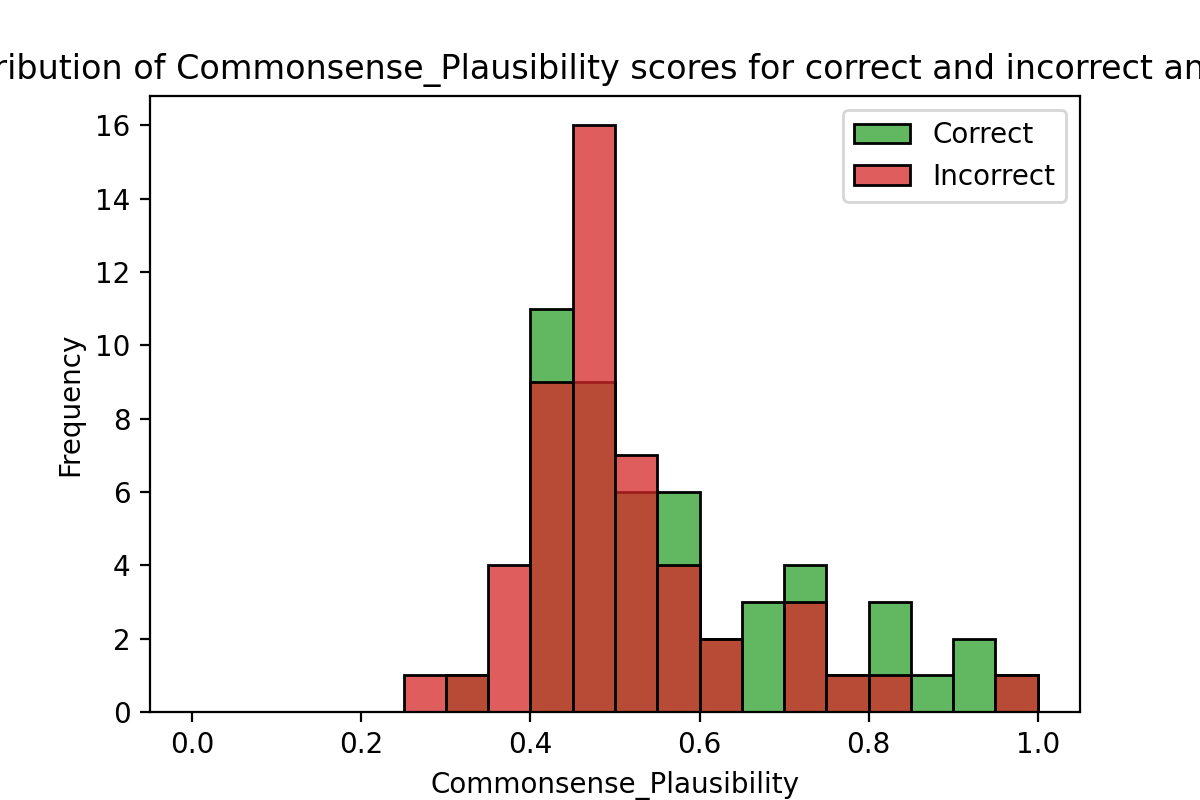 ribution of Commonsense_Plausibility scores for correct and incorrect an
Correct
Incorrect
16
14
12
10
8
6
4
2
0
Frequency
0.0 0.2 0.4 0.6 0.8 1.0
Commonsense_Plausibility